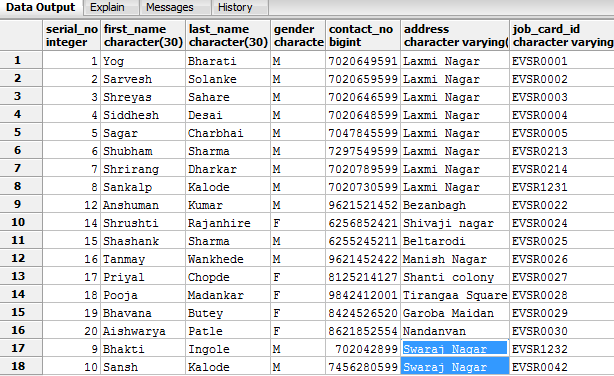 Data Output Explain Messages History
serial_no first_name last_name gender contact_no address job_card_id
integer character(30) character(30) characte bigint character varying( character varying
1 1 Yog Bharati M 7020649591 Laxmi Nagar EVSR0001
2 2 Sarvesh Solanke M 7020659599 Laxmi Nagar EVSR0002
3 3 Shreyas Sahare M 7020646599 Laxmi Nagar EVSR0003
4 4 Siddhesh Desai M 7020648599 Laxmi Nagar EVSR0004
5 5 Sagar Charbhai M 7047845599 Laxmi Nagar EVSR0005
6 6 Shubham Sharma M 7297549599 Laxmi Nagar EVSR0213
7 7 Shrirang Dharkar M 7020789599 Laxmi Nagar EVSR0214
8 8 Sankalp Kalode M 7020730599 Laxmi Nagar EVSR1231
9 12 Anshuman Kumar M 9621521452 Bezanbagh EVSR0022
10 14 Shrushti Rajanhire F 6256852421 Shivaji nagar EVSR0024
11 15 Shashank Sharma M 6255245211 Beltarodi EVSR0025
12 16 Tanmay Wankhede M 9621452422 Manish Nagar EVSR0026
13 17 Priyal Chopde F 8125214127 Shanti colony EVSR0027
14 18 Pooja Madankar F 9842412001 Tirangaa Square EVSR0028
15 19 Bhavana Butey F 8424526520 Garoba Maidan EVSR0029
16 20 Aishwarya Patle F 8621852554 Nandanvan EVSR0030
17 9 Bhakti Ingole M 702042899 Swaraj Nagar EVSR1232
18 10 Sansh Kalode M 7456280599 Swaraj Nagar EVSR0042